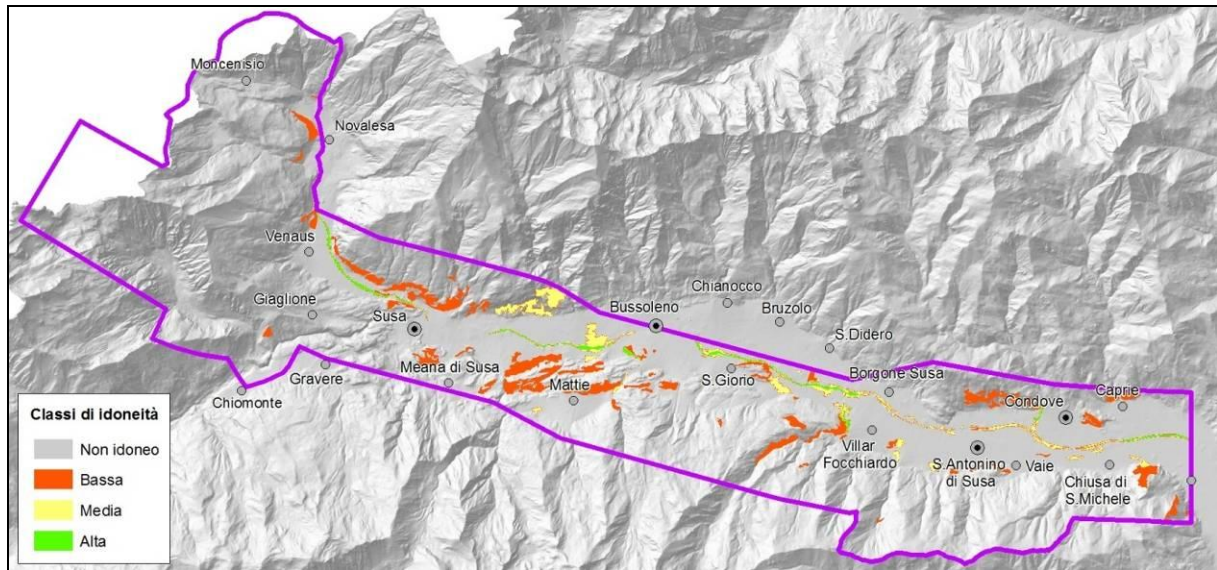 Moncenisio
Novalesa
Venaus
Giaglione
Susa
Bussoleno
Chianocco
Bruzolo
S.Didero
Meana di Susa
Gravere
Chiomonte
Mattie
S.Giorio
Borgone Susa
Condove
Caprie
Villar
Focchiardo
S.Antonino
di Susa
Vaie
Chiusa di
S.Michele
Classi di idoneità
Non idoneo
Bassa
Media
Alta